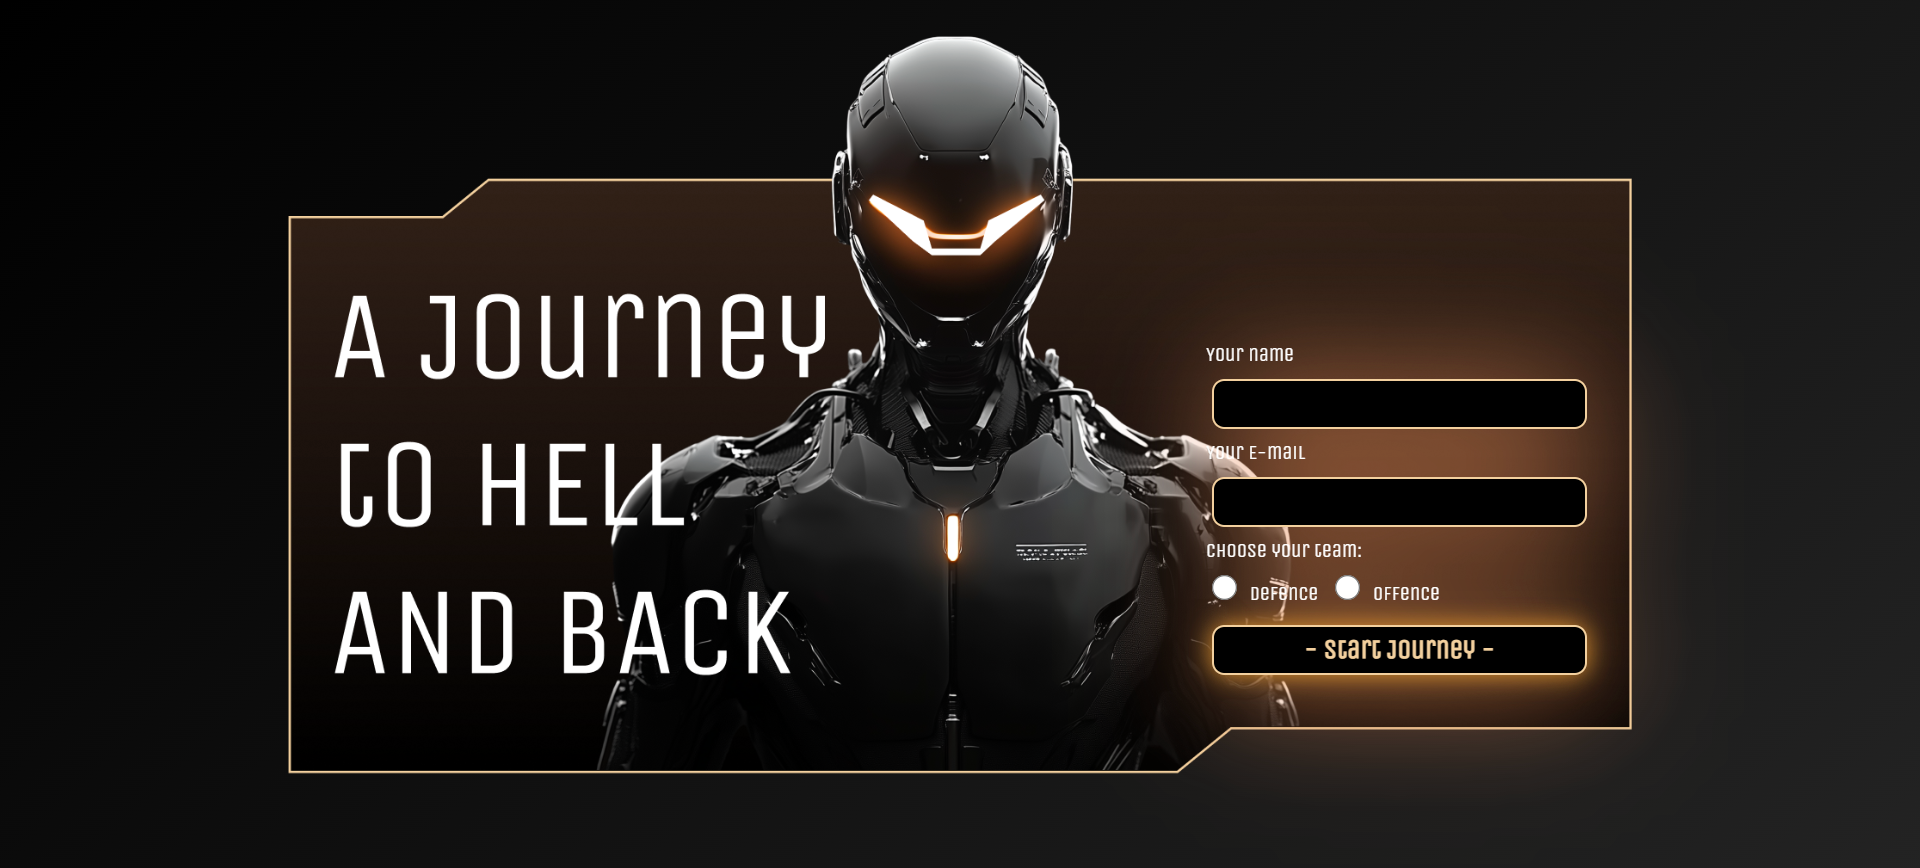 A Journey
to HELL
AND BACK
Your name
Your E-mail
Choose your team:
Defence
Offence
- Start Journey -